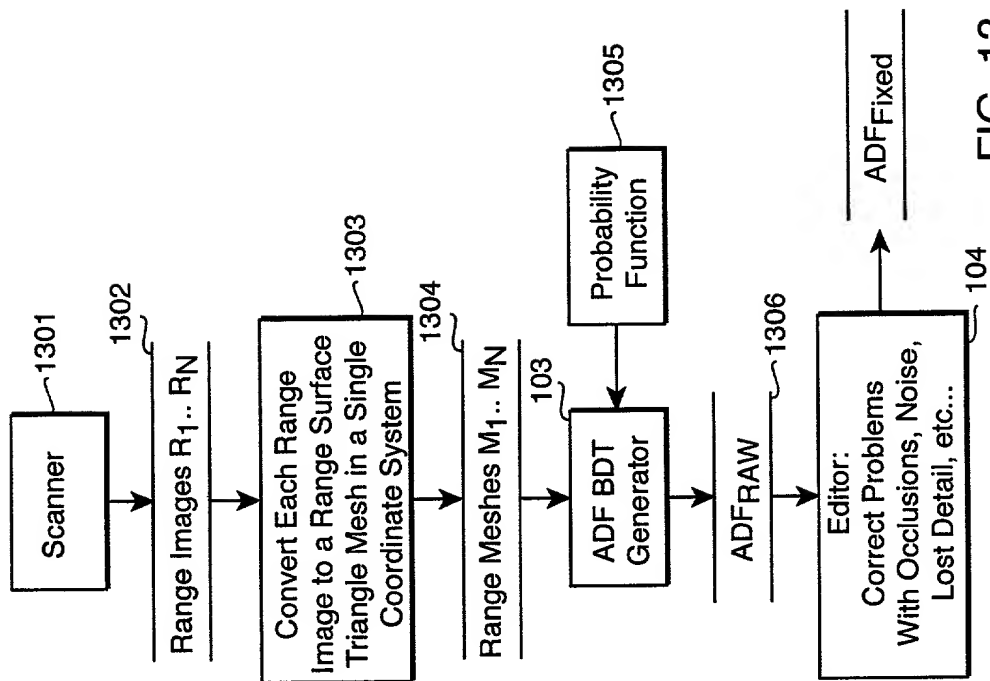 1301
Scanner
1302
Range Images R1.. RN
1303
Convert Each Range
Image to a Range Surface
Triangle Mesh in a Single
Coordinate System
1304
Range Meshes M1.. MN
103
ADF BDT
Generator
1305
Probability
Function
1306
ADFRAW
Editor:
Correct Problems
With Occlusions, Noise,
Lost Detail, etc...
104
ADFFixed